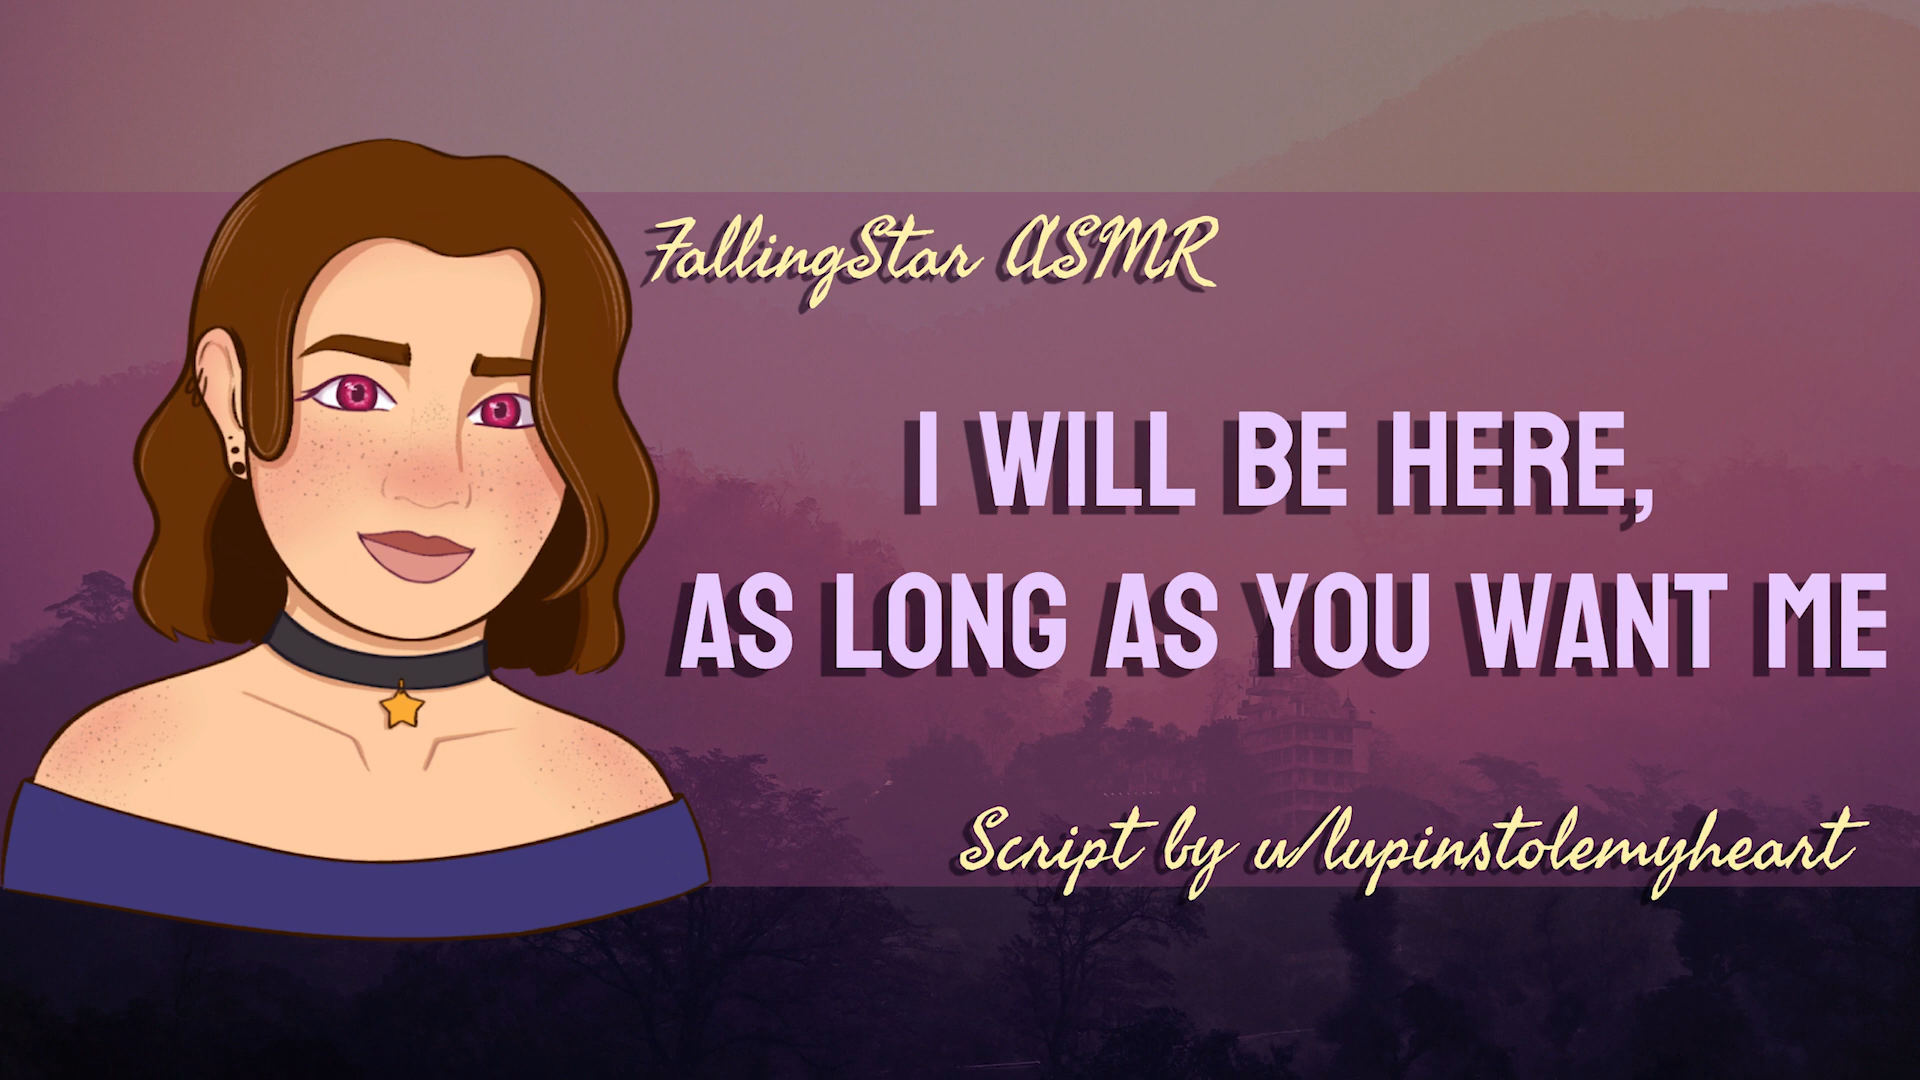 FallingStar ASMR
I WILL BE HERE,
AS LONG AS YOU WANT ME
Script by u/lupinstolemyheart